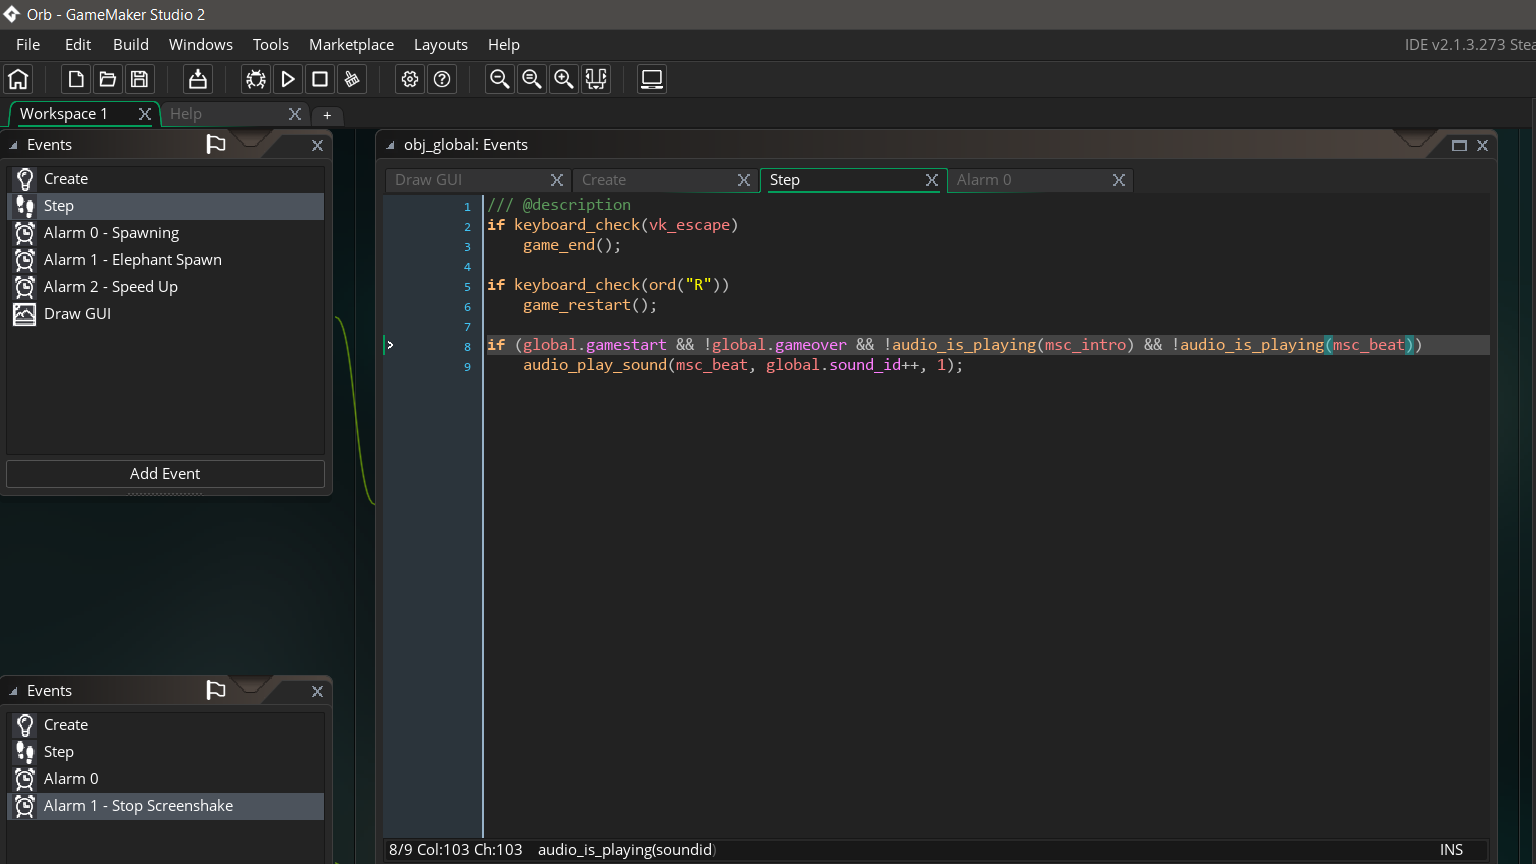 Orb - GameMaker Studio 2
File Edit Build Windows Tools Marketplace Layouts Help
IDE v2.1.3.273
Workspace 1 X Help X +
Events
Create
Step
Alarm 0 - Spawning
Alarm 1 - Elephant Spawn
Alarm 2 - Speed Up
Draw GUI
Add Event
Events
Create
Step
Alarm 0
Alarm 1 - Stop Screenshake
obj_global: Events
Draw GUI Create Step Alarm 0
1 /// @description
2 if keyboard_check(vk_escape)
3 game_end();
4
5 if keyboard_check(ord("R"))
6 game_restart();
7
8 if (global.gamestart && !global.gameover && !audio_is_playing(msc_intro) && !audio_is_playing(msc_beat))
9 audio_play_sound(msc_beat, global.sound_id++, 1);
8/9 Col:103 Ch:103 audio_is_playing(soundid) INS